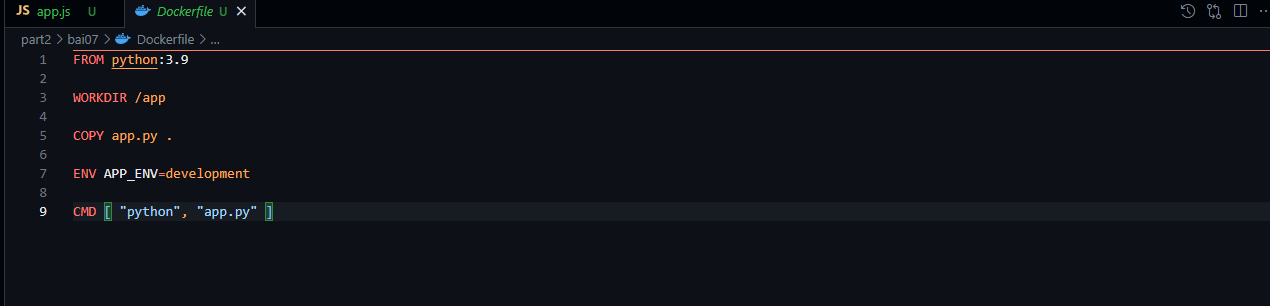 JS app.js U Dockerfile U
part2 > bai07 > Dockerfile > ...
1 FROM python:3.9
2
3 WORKDIR /app
4
5 COPY app.py .
6
7 ENV APP_ENV=development
8
9 CMD [ "python", "app.py" ]